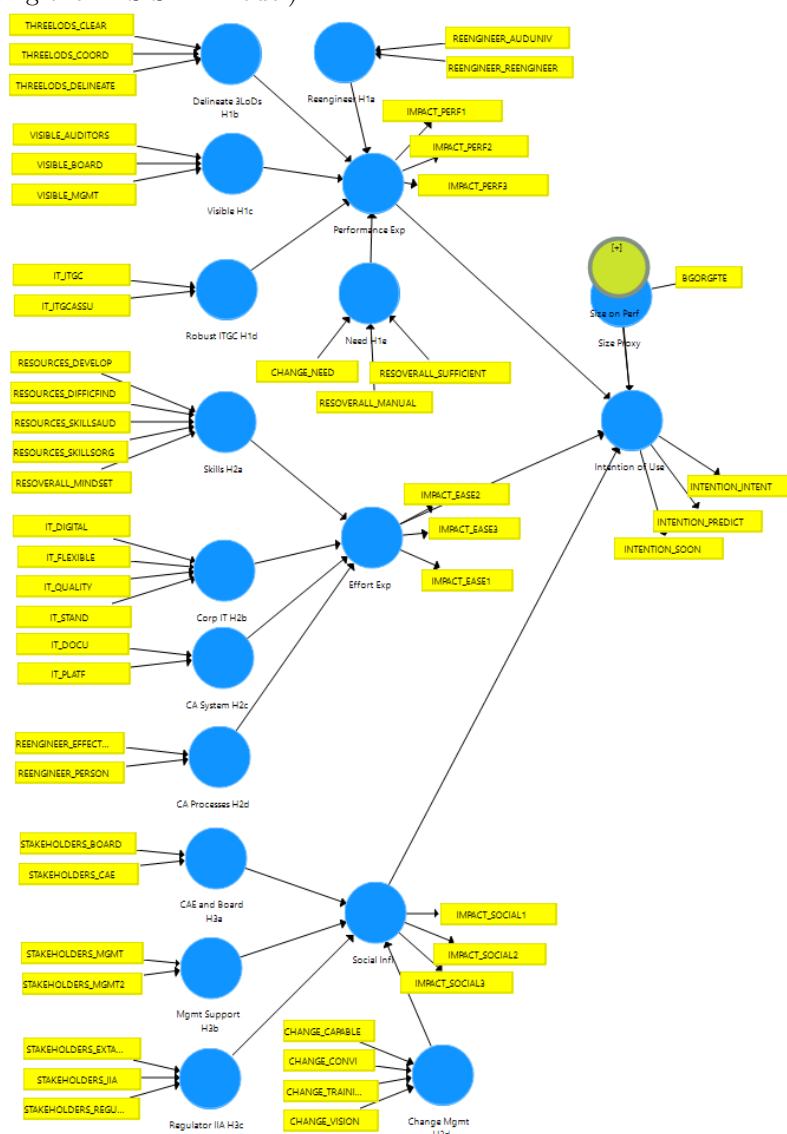 THREELODS_CLEAR
THREELODS_COORD
THREELODS_DELINEATE
Delineate 3LoDs
H1b
REENGINEER_AUDUNIV
REENGINEER_REENGINEER
Reengineer H1a
VISIBLE_AUDITORS
VISIBLE_BOARD
VISIBLE_MGMT
Visible H1c
IMPACT_PERF1
IMPACT_PERF2
IMPACT_PERF3
Performance Exp
IT_ITGC
IT_ITGCASSU
Robust ITGC H1d
Need H1e
CHANGE_NEED
RESOVERALL_SUFFICIENT
RESOVERALL_MANUAL
[+]
Size on Perf
BGORGFTE
Size Proxy
RESOURCES_DEVELOP
RESOURCES_DIFFICFIND
RESOURCES_SKILLSAUD
RESOURCES_SKILLSORG
RESOVERALL_MINDSET
Skills H2a
Intention of Use
INTENTION_INTENT
INTENTION_PREDICT
INTENTION_SOON
IT_DIGITAL
IT_FLEXIBLE
IT_QUALITY
IT_STAND
Corp IT H2b
IMPACT_EASE2
IMPACT_EASE3
IMPACT_EASE1
Effort Exp
IT_DOCU
IT_PLATF
CA System H2c
REENGINEER_EFFECT...
REENGINEER_PERSON
CA Processes H2d
STAKEHOLDERS_BOARD
STAKEHOLDERS_CAE
CAE and Board
H3a
STAKEHOLDERS_MGMT
STAKEHOLDERS_MGMT2
Mgmt Support
H3b
IMPACT_SOCIAL1
IMPACT_SOCIAL2
IMPACT_SOCIAL3
Social Infl
STAKEHOLDERS_EXTA...
STAKEHOLDERS_IIA
STAKEHOLDERS_REGU...
Regulator IIA H3c
CHANGE_CAPABLE
CHANGE_CONVI
CHANGE_TRAINI...
CHANGE_VISION
Change Mgmt